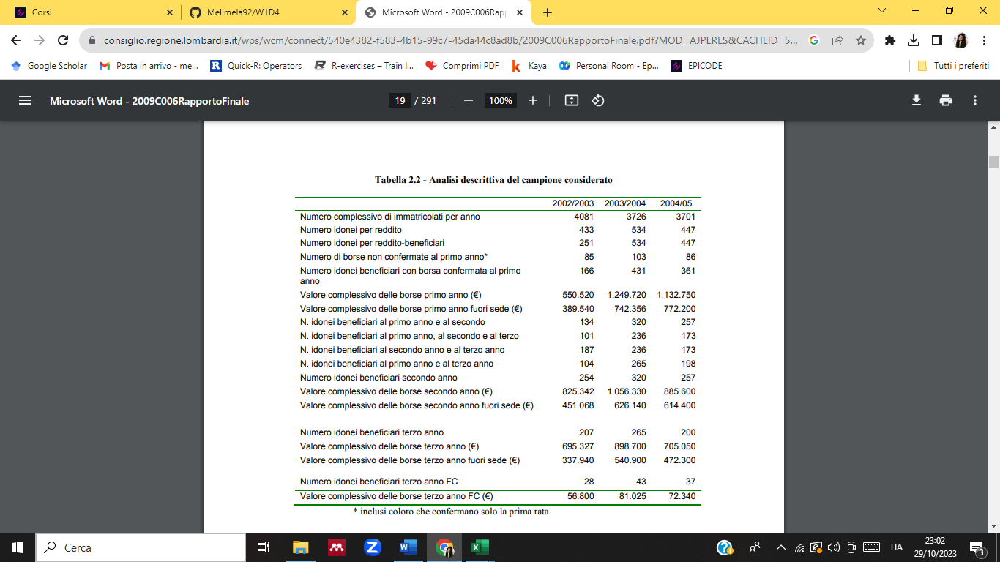 Corsi
Melimela92/W1D4
Microsoft Word - 2009C006Rapp
consiglio.regione.lombardia.it/wps/wcm/connect/540e4382-f583-4b15-99c7-45da44c8ad8b/2009C006RapportoFinale.pdf?MOD=AJPERES&CACHEID=5...
Google Scholar
Posta in arrivo - me...
Quick-R: Operators
R-exercises – Train I...
Comprimi PDF
Kaya
Personal Room - Ep...
EPICODE
Tutti i preferiti
Microsoft Word - 2009C006RapportoFinale
19 / 291
100%
Tabella 2.2 - Analisi descrittiva del campione considerato
2002/2003 2003/2004 2004/05
Numero complessivo di immatricolati per anno 4081 3726 3701
Numero idonei per reddito 433 534 447
Numero idonei per reddito-beneficiari 251 534 447
Numero di borse non confermate al primo anno* 85 103 86
Numero idonei beneficiari con borsa confermata al primo 166 431 361
anno
Valore complessivo delle borse primo anno (€) 550.520 1.249.720 1.132.750
Valore complessivo delle borse primo anno fuori sede (€) 389.540 742.356 772.200
N. idonei beneficiari al primo anno e al secondo 134 320 257
N. idonei beneficiari al primo anno, al secondo e al terzo 101 236 173
N. idonei beneficiari al secondo anno e al terzo anno 187 236 173
N. idonei beneficiari al primo anno e al terzo anno 104 265 198
Numero idonei beneficiari secondo anno 254 320 257
Valore complessivo delle borse secondo anno (€) 825.342 1.056.330 885.600
Valore complessivo delle borse secondo anno fuori sede (€) 451.068 626.140 614.400
Numero idonei beneficiari terzo anno 207 265 200
Valore complessivo delle borse terzo anno (€) 695.327 898.700 705.050
Valore complessivo delle borse terzo anno fuori sede (€) 337.940 540.900 472.300
Numero idonei beneficiari terzo anno FC 28 43 37
Valore complessivo delle borse terzo anno FC (€) 56.800 81.025 72.340
* inclusi coloro che confermano solo la prima rata
Cerca
ITA
23:02
29/10/2023
3